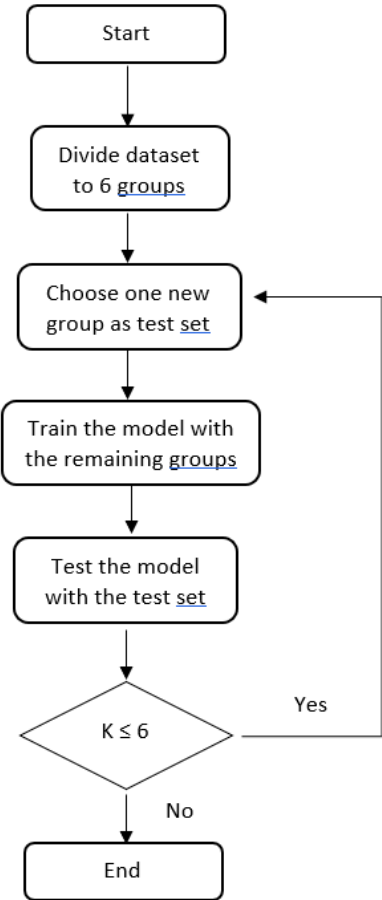 Start
Divide dataset
to 6 groups
Choose one new
group as test set
Train the model with
the remaining groups
Test the model
with the test set
K ≤ 6
Yes
No
End